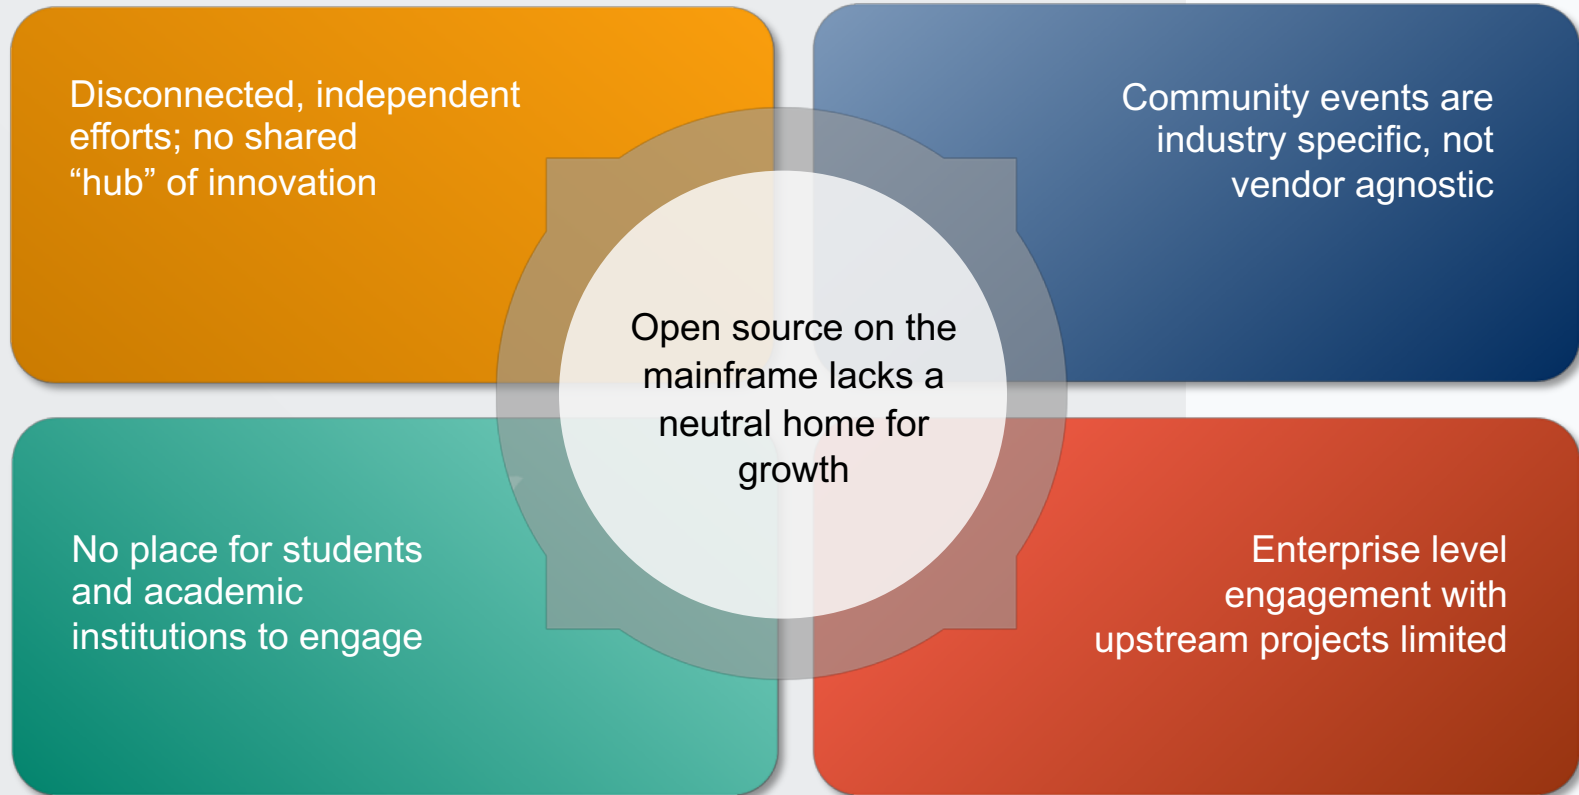 Disconnected, independent
efforts; no shared
“hub” of innovation
Community events are
industry specific, not
vendor agnostic
Open source on the
mainframe lacks a
neutral home for
growth
No place for students
and academic
institutions to engage
Enterprise level
engagement with
upstream projects limited